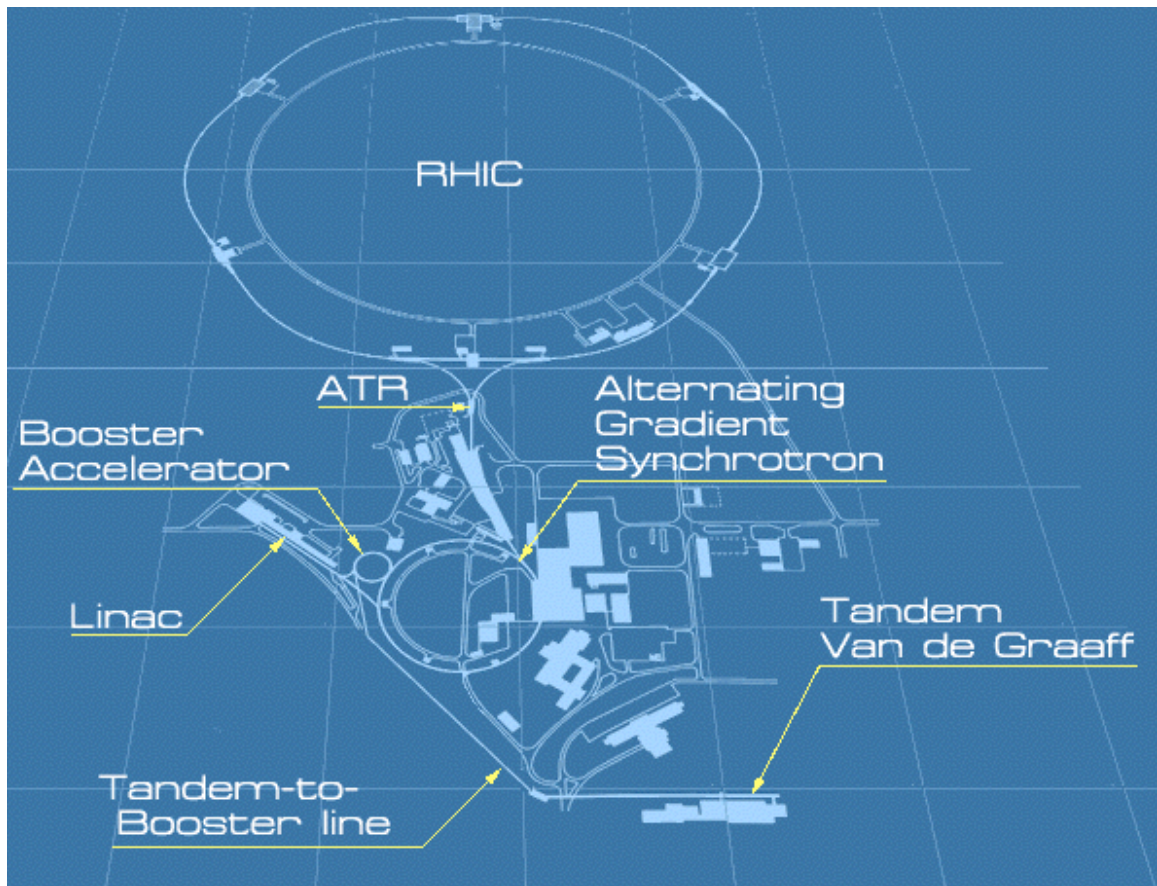 RHIC
ATR
Alternating
Gradient
Synchrotron
Booster
Accelerator
Linac
Tandem
Van de Graaff
Tandem-to-
Booster line